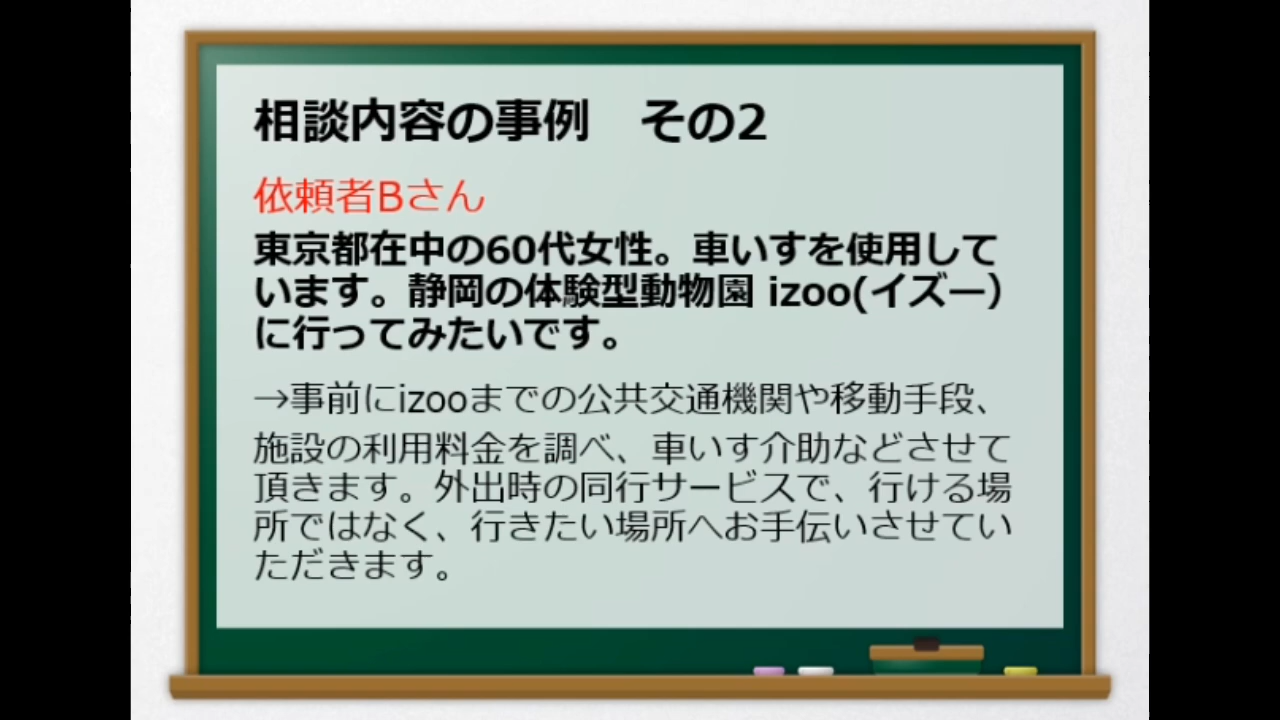 相談内容の事例　その2
依頼者Bさん
東京都在中の60代女性。車いすを使用して
います。静岡の体験型動物園 izoo(イズー）
に行ってみたいです。
→事前にizooまでの公共交通機関や移動手段、
施設の利用料金を調べ、車いす介助などさせて
頂きます。外出時の同行サービスで、行ける場
所ではなく、行きたい場所へお手伝いさせてい
ただきます。